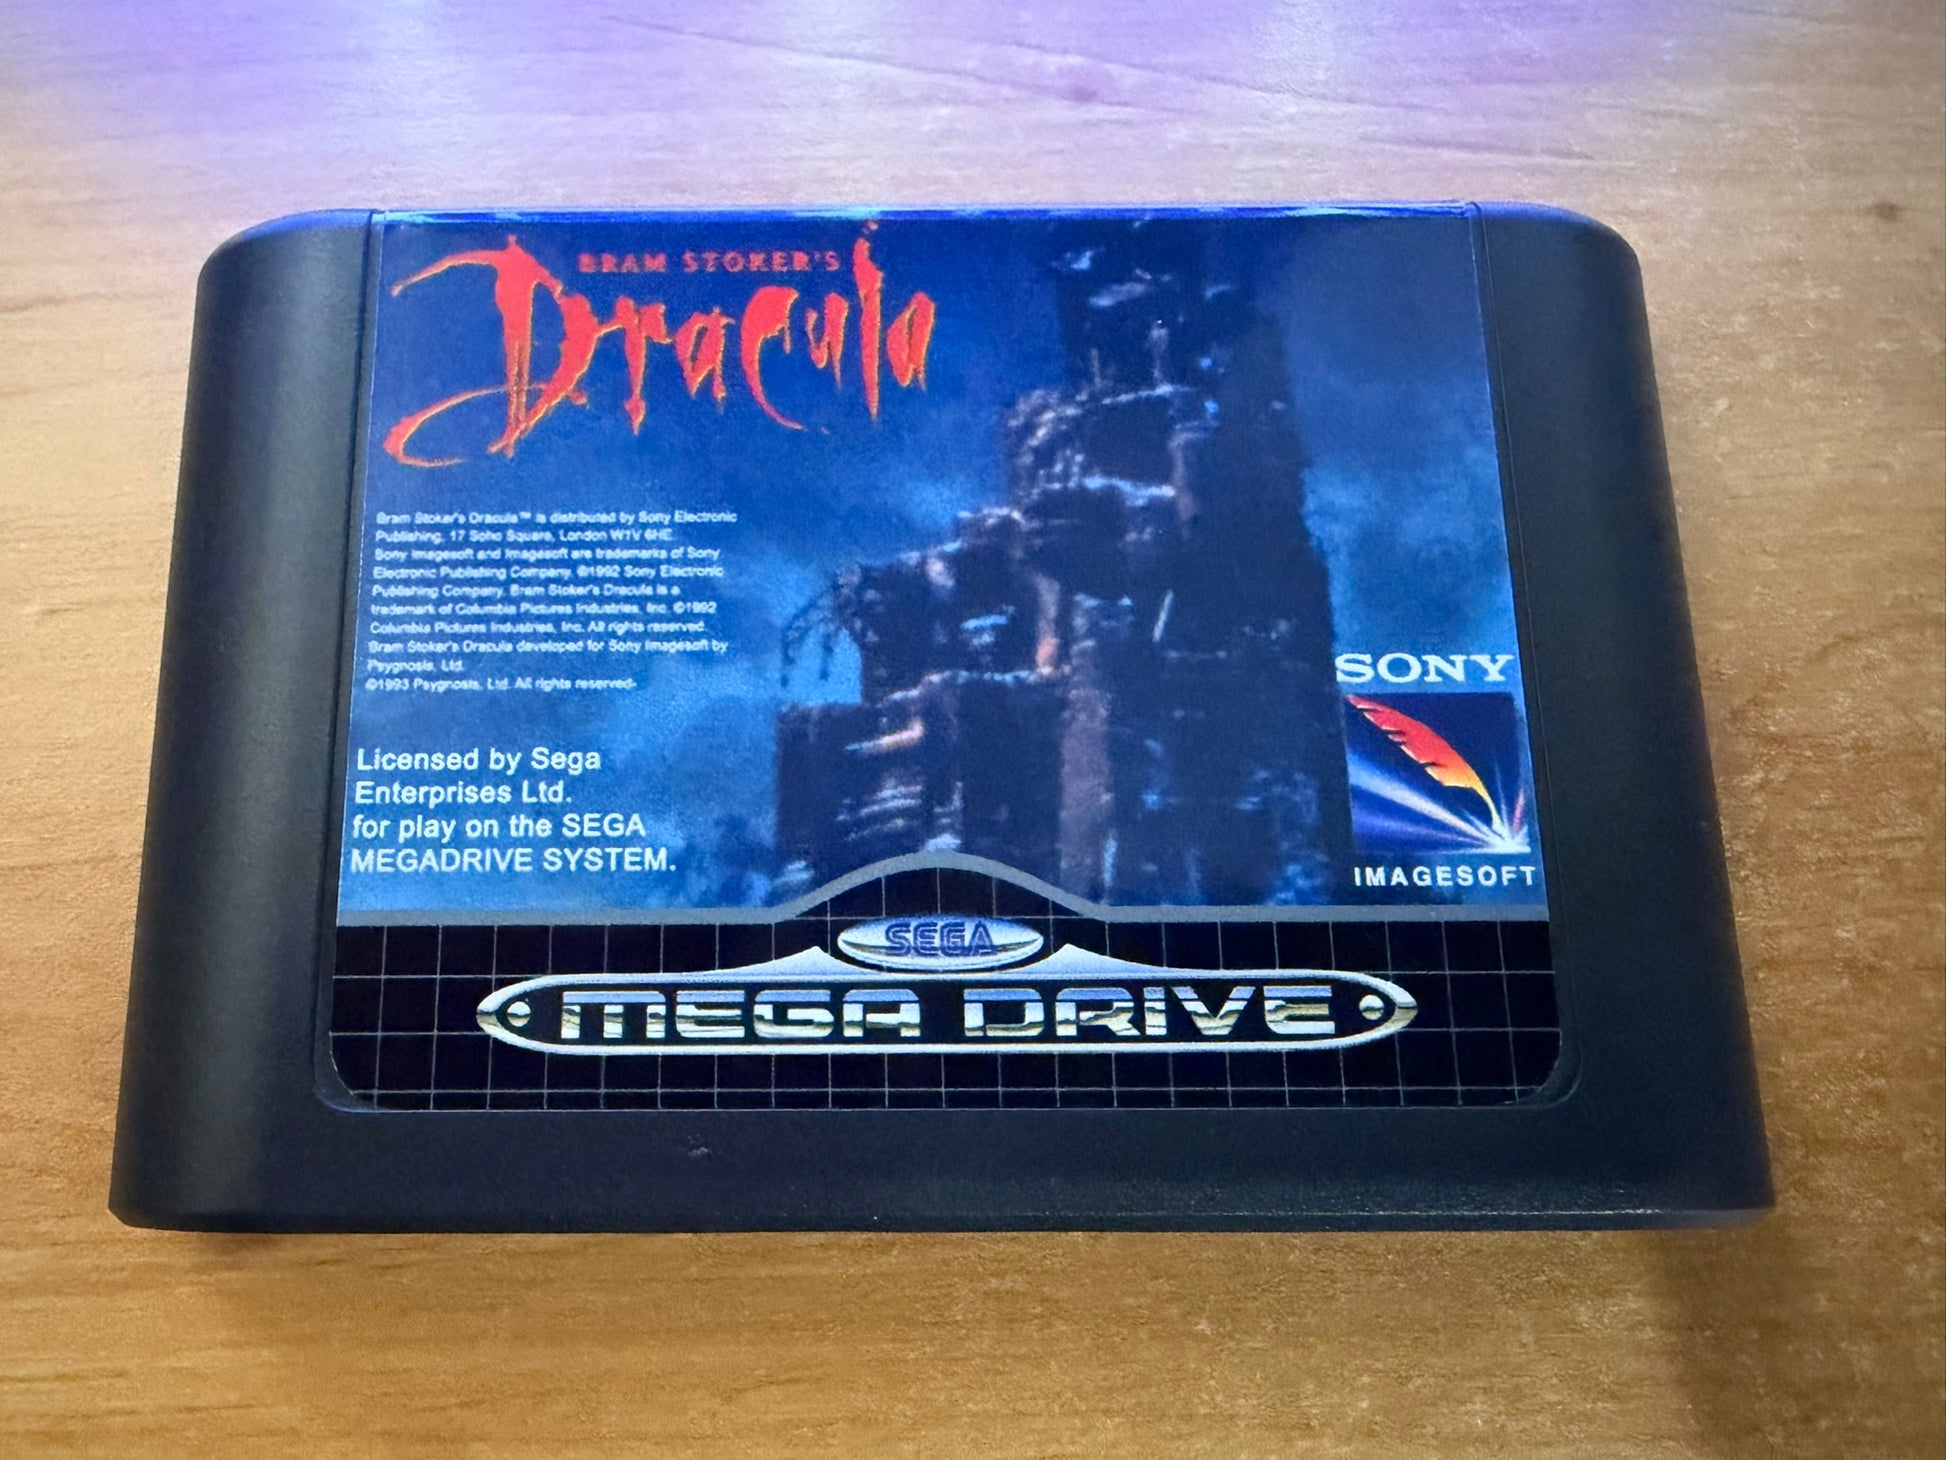 BRAM STOKER'S
Dracula
Bram Stoker's Dracula™ is distributed by Sony Electronic
Publishing, 17 Soho Square, London W1V 6HE.
Sony Imagesoft and Imagesoft are trademarks of Sony
Electronic Publishing Company. ©1992 Sony Electronic
Publishing Company. Bram Stoker's Dracula is a
trademark of Columbia Pictures Industries, Inc. ©1992
Columbia Pictures Industries, Inc. All rights reserved.
Bram Stoker's Dracula developed for Sony Imagesoft by
Psygnosis, Ltd.
©1993 Psygnosis, Ltd. All rights reserved.
SONY
IMAGESOFT
Licensed by Sega
Enterprises Ltd.
for play on the SEGA
MEGADRIVE SYSTEM.
SEGA
MEGA DRIVE